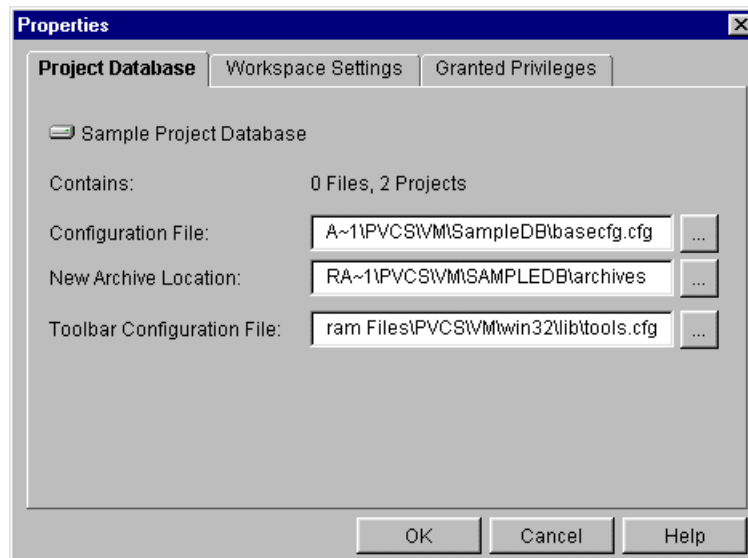 Properties
Project Database Workspace Settings Granted Privileges
Sample Project Database
Contains: 0 Files, 2 Projects
Configuration File: A~1\PVCS\VM\SampleDB\basecfg.cfg ...
New Archive Location: RA~1\PVCS\VM\SAMPLEDB\archives ...
Toolbar Configuration File: ram Files\PVCS\VM\win32\lib\tools.cfg ...
OK Cancel Help